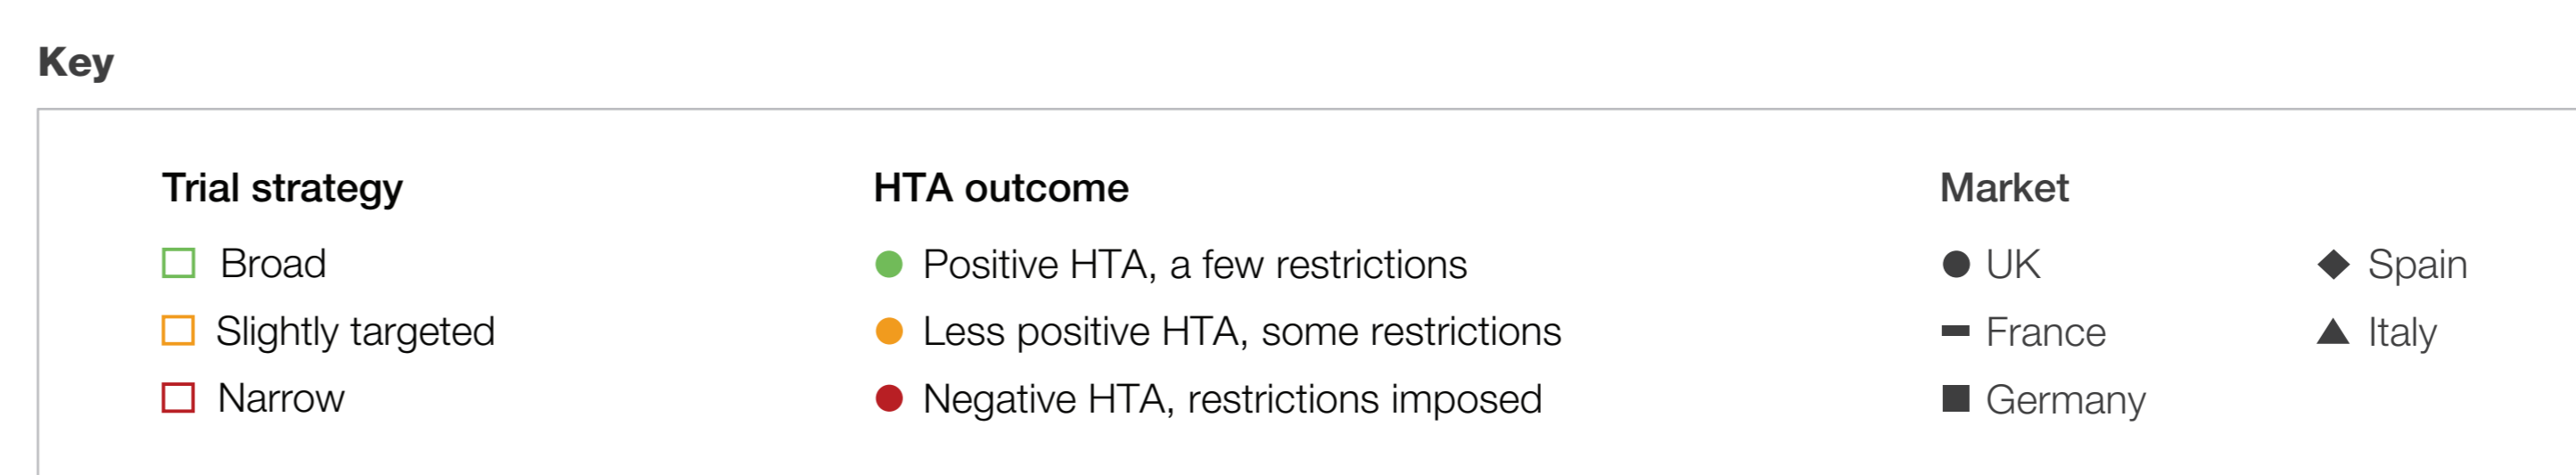 Key
Trial strategy
Broad
Slightly targeted
Narrow
HTA outcome
Positive HTA, a few restrictions
Less positive HTA, some restrictions
Negative HTA, restrictions imposed
Market
UK
France
Germany
Spain
Italy